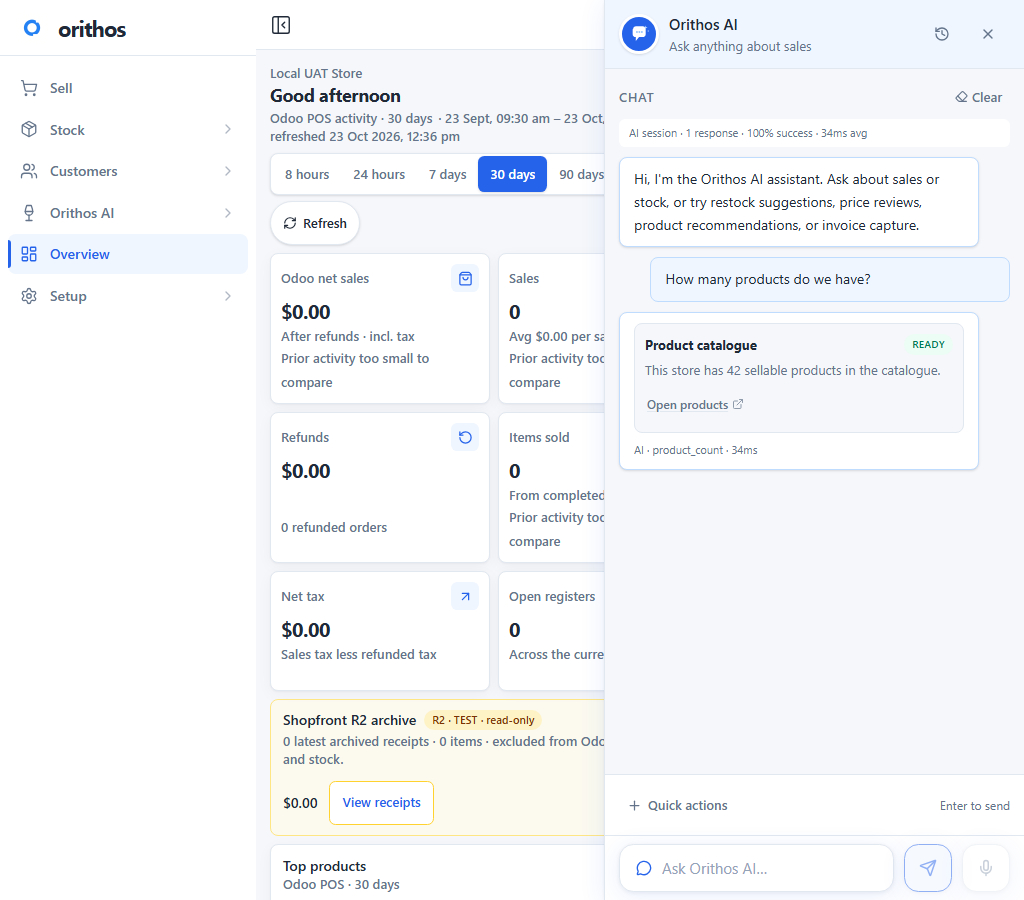 orithos
Sell
Stock
Customers
Orithos AI
Overview
Setup
Local UAT Store
Good afternoon
Odoo POS activity · 30 days · 23 Sept, 09:30 am – 23 Oct,
refreshed 23 Oct 2026, 12:36 pm
8 hours
24 hours
7 days
30 days
90 days
Refresh
Odoo net sales
$0.00
After refunds · incl. tax
Prior activity too small to
compare
Sales
0
Avg $0.00 per sa
Prior activity too
compare
Refunds
$0.00
0 refunded orders
Items sold
0
From completed
Prior activity too
compare
Net tax
$0.00
Sales tax less refunded tax
Open registers
0
Across the curre
Shopfront R2 archive
R2 · TEST · read-only
0 latest archived receipts · 0 items · excluded from Odo
and stock.
$0.00
View receipts
Top products
Odoo POS · 30 days
Orithos AI
Ask anything about sales
CHAT
Clear
AI session · 1 response · 100% success · 34ms avg
Hi, I'm the Orithos AI assistant. Ask about sales or
stock, or try restock suggestions, price reviews,
product recommendations, or invoice capture.
How many products do we have?
Product catalogue
READY
This store has 42 sellable products in the catalogue.
Open products
AI · product_count · 34ms
Quick actions
Enter to send
Ask Orithos AI...